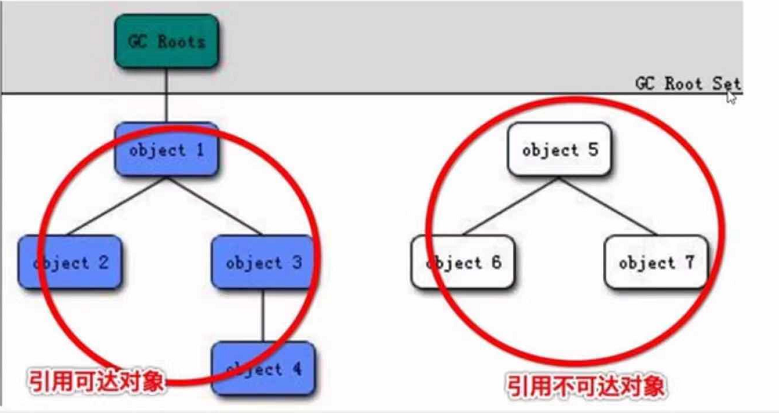 GC Roots
GC Root Set
object 1
object 5
object 2
object 3
object 6
object 7
object 4
引用可达对象
引用不可达对象